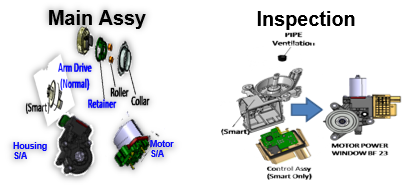 Main Assy
Arm Drive
(Normal)
Roller
Retainer
Collar
(Smart)
Housing
S/A
Motor
S/A
Inspection
PIPE
Ventilation
(Smart)
Control Assy
(Smart Only)
MOTOR POWER
WINDOW BF 23